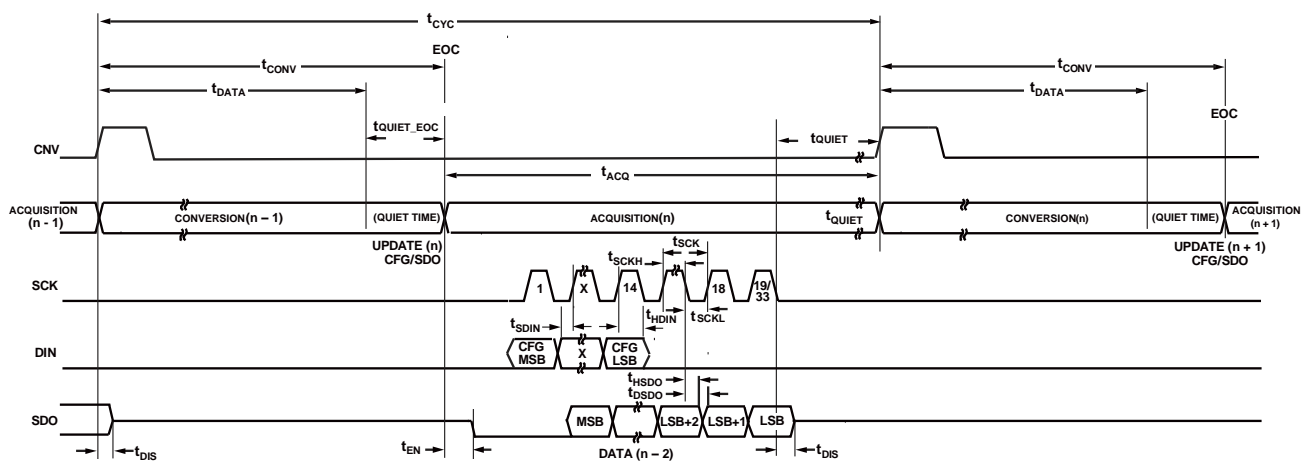 tCYC
EOC
tCONV
tCONV
tDATA
tDATA
EOC
tQUIET_EOC
tQUIET
CNV
tACQ
ACQUISITION
(n - 1)
CONVERSION(n – 1)
(QUIET TIME)
ACQUISITION(n)
tQUIET
CONVERSION(n)
(QUIET TIME)
ACQUISITION
(n + 1)
UPDATE (n)
CFG/SDO
UPDATE (n + 1)
CFG/SDO
tSCK
tSCKH
SCK
1
X
14
18
19/
33
tSDIN
tHDIN
tSCKL
DIN
CFG
MSB
X
CFG
LSB
tHSDO
tDSDO
SDO
MSB
LSB+2
LSB+1
LSB
tDIS
tEN
DATA (n – 2)
tDIS